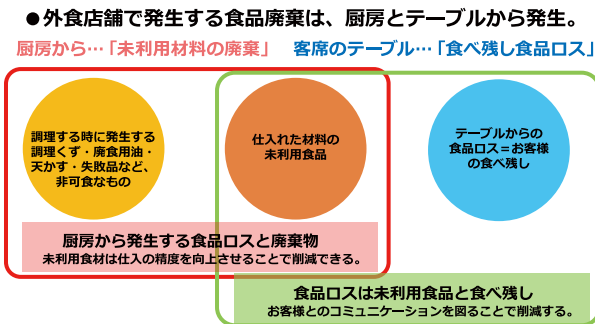 ●外食店舗で発生する食品廃棄は、厨房とテーブルから発生。
厨房から…「未利用材料の廃棄」 客席のテーブル…「食べ残し食品ロス」
調理する時に発生する
調理くず・廃食用油・
天かす・失敗品など、
非可食なもの
仕入れた材料の
未利用食品
テーブルからの
食品ロス＝お客様
の食べ残し
厨房から発生する食品ロスと廃棄物
未利用食材は仕入の精度を向上させることで削減できる。
食品ロスは未利用食品と食べ残し
お客様とのコミュニケーションを図ることで削減する。